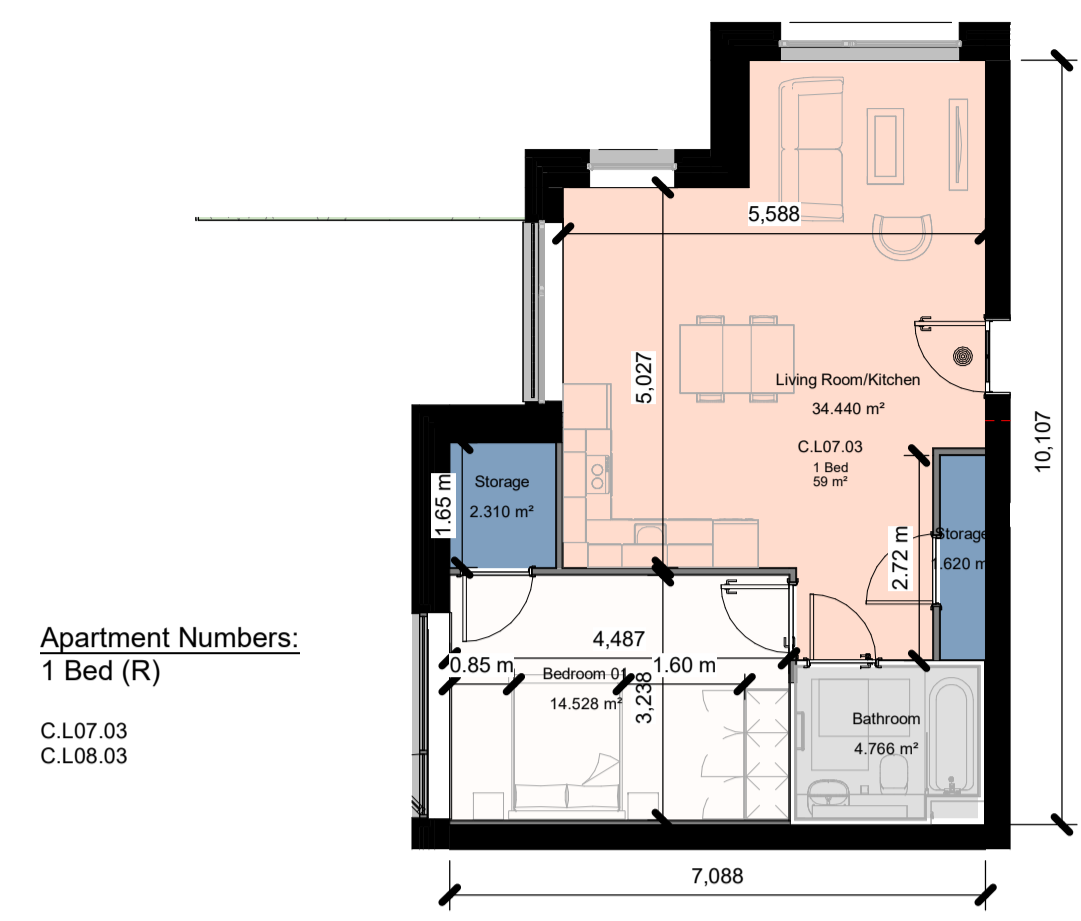 5,588
5,027
10,107
Living Room/Kitchen
34.440 m²
C.L07.03
1 Bed
59 m²
Storage
2.310 m²
1.65 m
Storage
1.620 m
2.72 m
4,487
0.85 m
1.60 m
Bedroom 01
14.528 m²
3,238
Bathroom
4.766 m²
7,088
Apartment Numbers:
1 Bed (R)
C.L07.03
C.L08.03